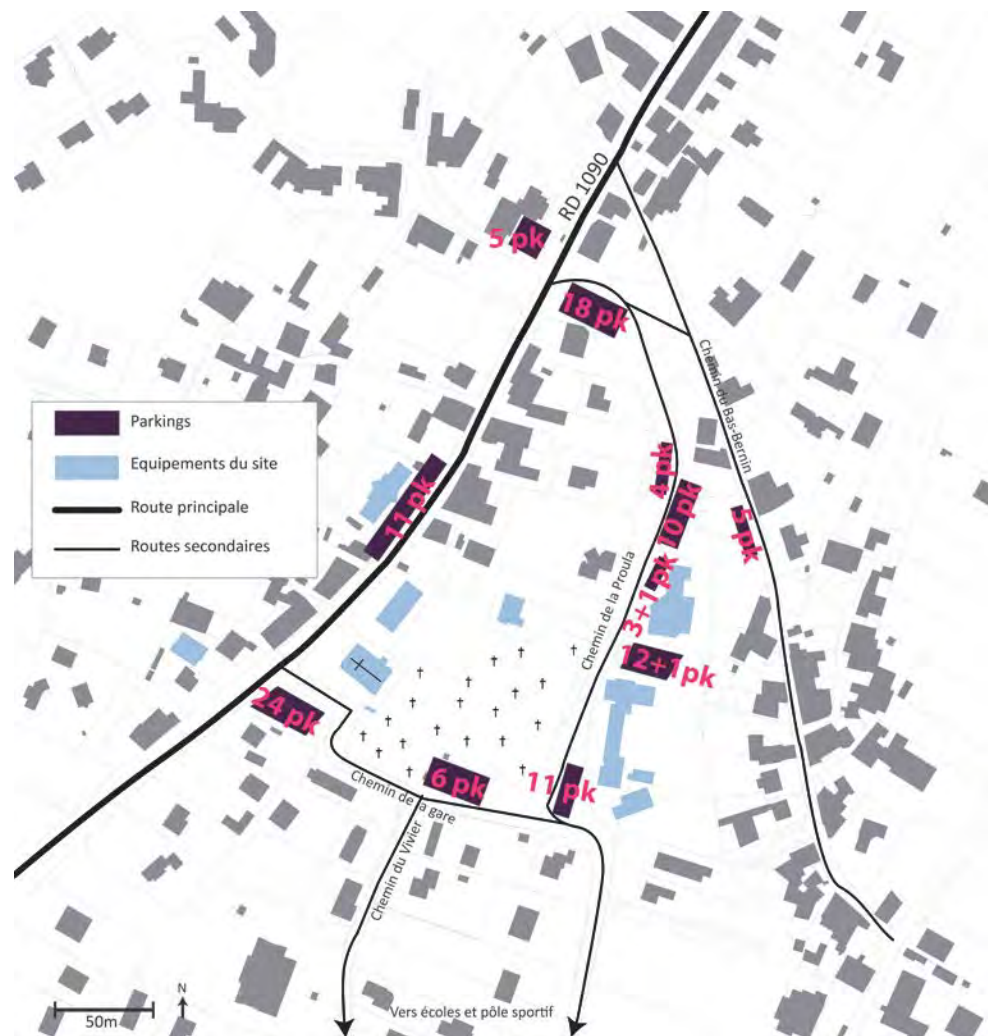 RD 1090
5 pk
18 pk
Chemin du Bas-Bernin
Parkings
Equipements du site
Route principale
Routes secondaires
11 pk
4 pk
10 pk
5 pk
3+1 pk
Chemin de la Proula
12+1 pk
24 pk
6 pk
11 pk
Chemin de la gare
Chemin du Vivier
N
50m
Vers écoles et pôle sportif